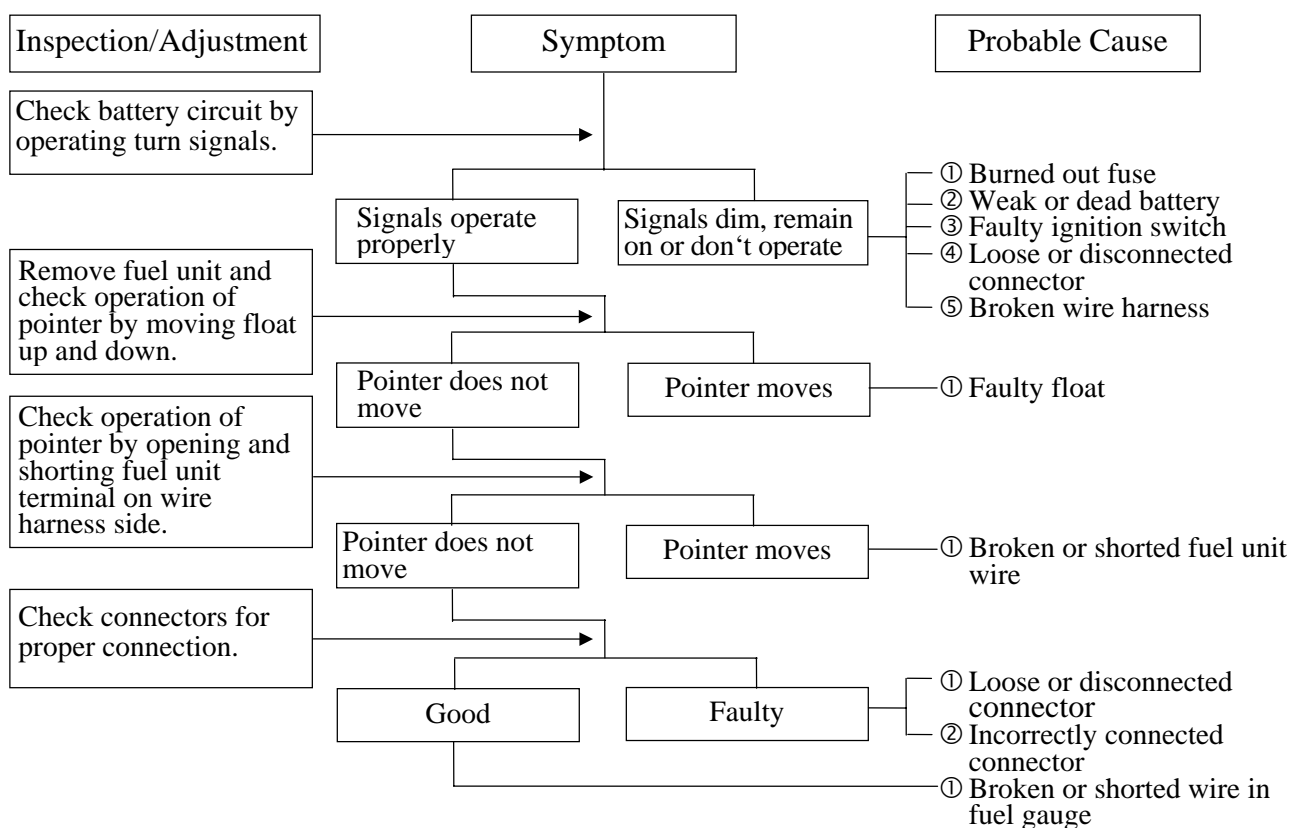 Inspection/Adjustment
Symptom
Probable Cause
Check battery circuit by
operating turn signals.
Signals operate
properly
Signals dim, remain
on or don‘t operate
① Burned out fuse
② Weak or dead battery
③ Faulty ignition switch
④ Loose or disconnected
connector
⑤ Broken wire harness
Remove fuel unit and
check operation of
pointer by moving float
up and down.
Pointer does not
move
Pointer moves
① Faulty float
Check operation of
pointer by opening and
shorting fuel unit
terminal on wire
harness side.
Pointer does not
move
Pointer moves
① Broken or shorted fuel unit
wire
Check connectors for
proper connection.
Good
Faulty
① Loose or disconnected
connector
② Incorrectly connected
connector
① Broken or shorted wire in
fuel gauge